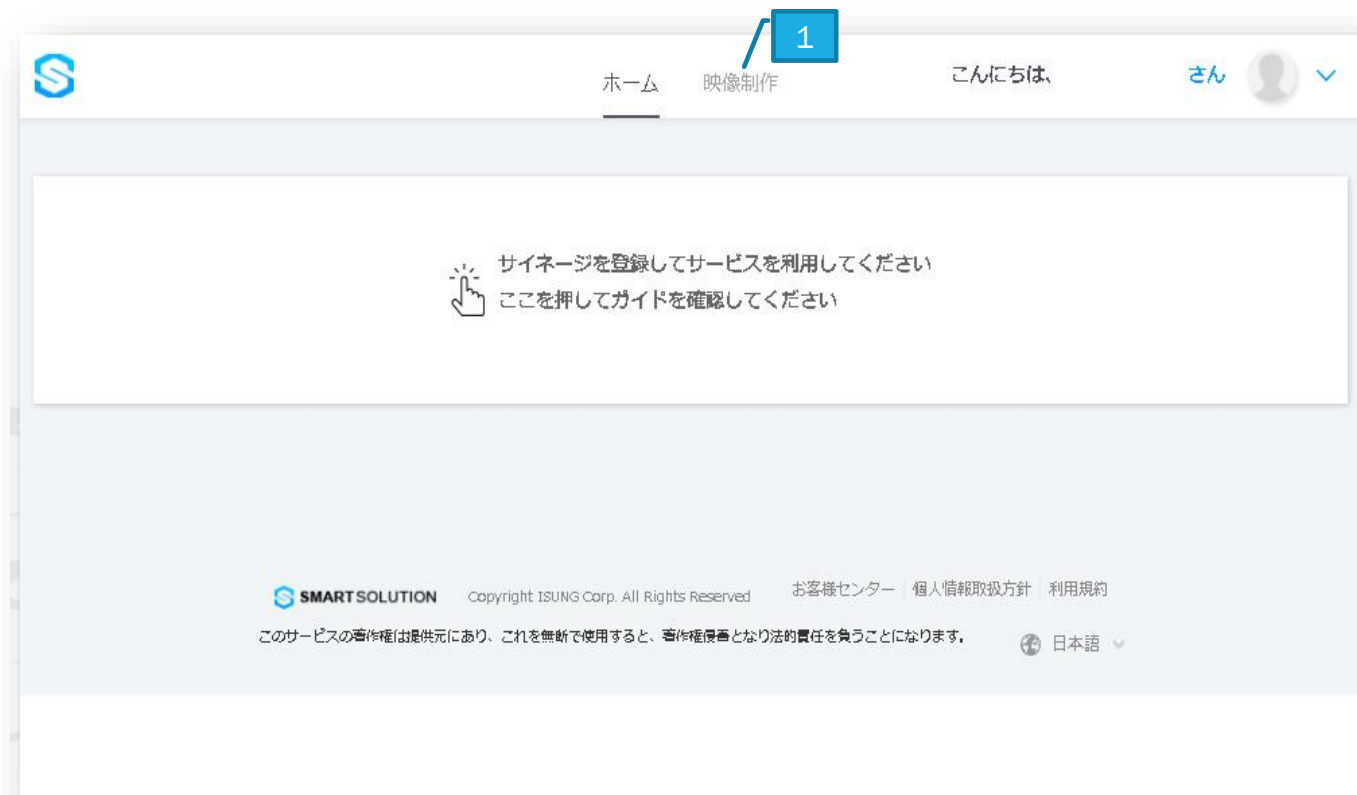 1
ホーム 映像制作 こんにちは、 さん
サイネージを登録してサービスを利用してください
ここを押してガイドを確認してください
SMART SOLUTION Copyright ISUNG Corp. All Rights Reserved お客様センター 個人情報取扱方針 利用規約
このサービスの著作権は提供元にあり、これを無断で使用すると、著作権侵害となり法的責任を負うことになります。 日本語